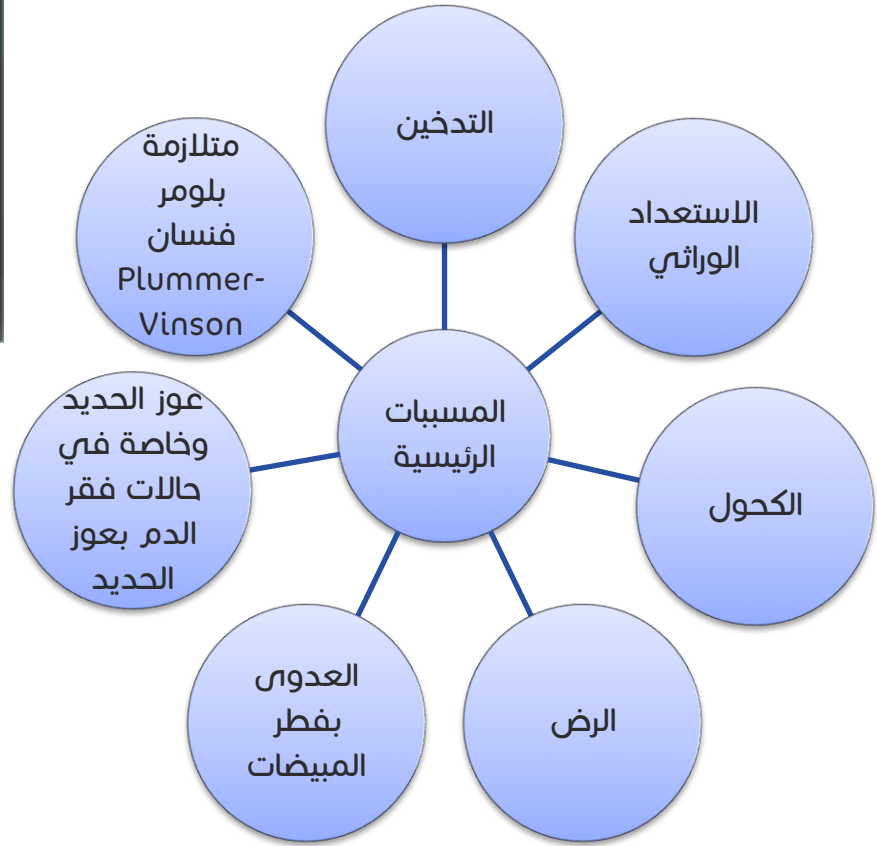 التدخين
الاستعداد
الوراثي
الكحول
الرض
العدوى
بفطر
المبيضات
عوز الحديد
وخاصة في
حالات فقر
الدم بعوز
الحديد
متلازمة
بلومر
فنسان
Plummer-
Vinson
المسببات
الرئيسية